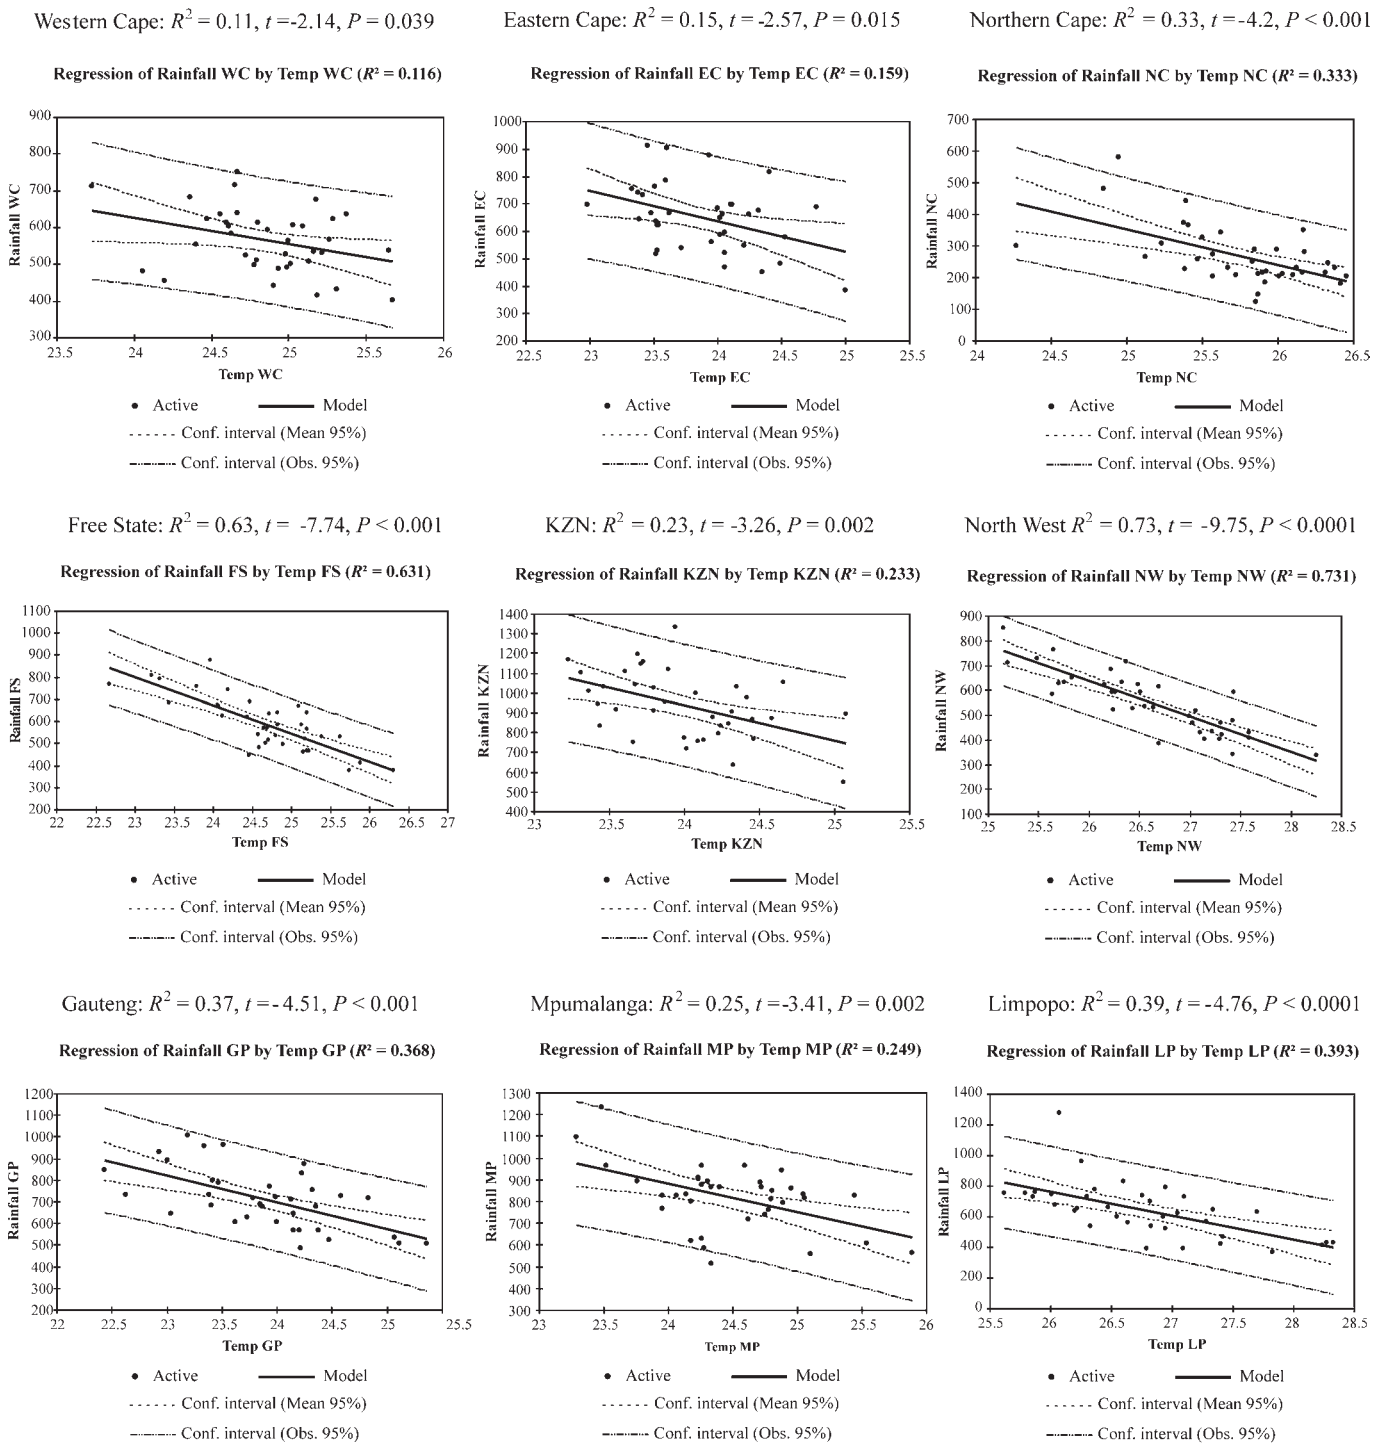 Western Cape: R² = 0.11, t = -2.14, P = 0.039
Regression of Rainfall WC by Temp WC (R² = 0.116)
Rainfall WC
900
800
700
600
500
400
300
23.5 24 24.5 25 25.5 26
Temp WC
Active Model
Conf. interval (Mean 95%)
Conf. interval (Obs. 95%)
Eastern Cape: R² = 0.15, t = -2.57, P = 0.015
Regression of Rainfall EC by Temp EC (R² = 0.159)
Rainfall EC
1000
900
800
700
600
500
400
300
200
22.5 23 23.5 24 24.5 25 25.5
Temp EC
Active Model
Conf. interval (Mean 95%)
Conf. interval (Obs. 95%)
Northern Cape: R² = 0.33, t = -4.2, P < 0.001
Regression of Rainfall NC by Temp NC (R² = 0.333)
Rainfall NC
700
600
500
400
300
200
100
0
24 24.5 25 25.5 26 26.5
Temp NC
Active Model
Conf. interval (Mean 95%)
Conf. interval (Obs. 95%)
Free State: R² = 0.63, t = -7.74, P < 0.001
Regression of Rainfall FS by Temp FS (R² = 0.631)
Rainfall FS
1100
1000
900
800
700
600
500
400
300
200
22 22.5 23 23.5 24 24.5 25 25.5 26 26.5 27
Temp FS
Active Model
Conf. interval (Mean 95%)
Conf. interval (Obs. 95%)
KZN: R² = 0.23, t = -3.26, P = 0.002
Regression of Rainfall KZN by Temp KZN (R² = 0.233)
Rainfall KZN
1400
1300
1200
1100
1000
900
800
700
600
500
400
23 23.5 24 24.5 25 25.5
Temp KZN
Active Model
Conf. interval (Mean 95%)
Conf. interval (Obs. 95%)
North West R² = 0.73, t = -9.75, P < 0.0001
Regression of Rainfall NW by Temp NW (R² = 0.731)
Rainfall NW
900
800
700
600
500
400
300
200
100
25 25.5 26 26.5 27 27.5 28 28.5
Temp NW
Active Model
Conf. interval (Mean 95%)
Conf. interval (Obs. 95%)
Gauteng: R² = 0.37, t = -4.51, P < 0.001
Regression of Rainfall GP by Temp GP (R² = 0.368)
Rainfall GP
1200
1100
1000
900
800
700
600
500
400
300
200
22 22.5 23 23.5 24 24.5 25 25.5
Temp GP
Active Model
Conf. interval (Mean 95%)
Conf. interval (Obs. 95%)
Mpumalanga: R² = 0.25, t = -3.41, P = 0.002
Regression of Rainfall MP by Temp MP (R² = 0.249)
Rainfall MP
1300
1200
1100
1000
900
800
700
600
500
400
300
23 23.5 24 24.5 25 25.5 26
Temp MP
Active Model
Conf. interval (Mean 95%)
Conf. interval (Obs. 95%)
Limpopo: R² = 0.39, t = -4.76, P < 0.0001
Regression of Rainfall LP by Temp LP (R² = 0.393)
Rainfall LP
1400
1200
1000
800
600
400
200
0
25.5 26 26.5 27 27.5 28 28.5
Temp LP
Active Model
Conf. interval (Mean 95%)
Conf. interval (Obs. 95%)